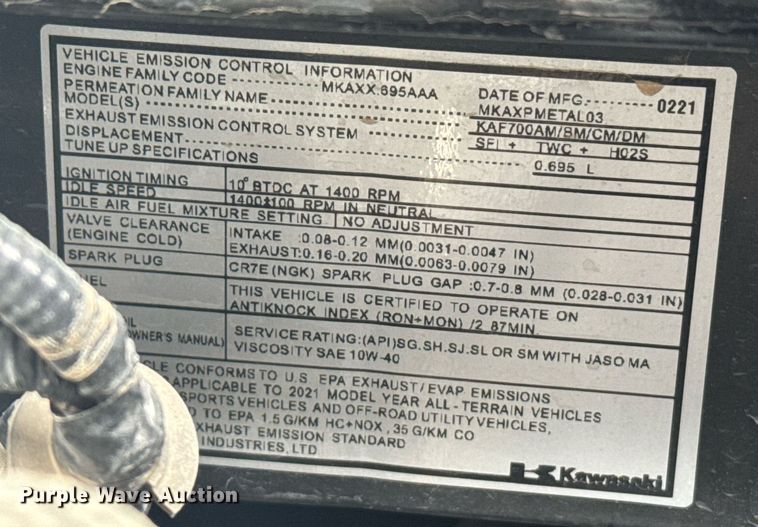 VEHICLE EMISSION CONTROL INFORMATION
ENGINE FAMILY CODE ---------- MKAXX.695AAA DATE OF MFG.------- 0221
PERMEATION FAMILY NAME-------------------- MKAXPMETAL03
MODEL(S) -------------------- KAF700AM/BM/CM/DM
EXHAUST EMISSION CONTROL SYSTEM ---------- SFI + TWC + HO2S
DISPLACEMENT-------------------- 0.695 L
TUNE UP SPECIFICATIONS
IGNITION TIMING 10° BTDC AT 1400 RPM
IDLE SPEED 1400±100 RPM IN NEUTRAL
IDLE AIR FUEL MIXTURE SETTING NO ADJUSTMENT
VALVE CLEARANCE INTAKE :0.08-0.12 MM(0.0031-0.0047 IN)
(ENGINE COLD) EXHAUST:0.16-0.20 MM(0.0063-0.0079 IN)
SPARK PLUG CR7E (NGK) SPARK PLUG GAP :0.7-0.8 MM (0.028-0.031 IN)
THIS VEHICLE IS CERTIFIED TO OPERATE ON
ANTIKNOCK INDEX (RON+MON) /2 87MIN.
OWNER'S MANUAL) SERVICE RATING:(API)SG.SH.SJ.SL OR SM WITH JASO MA
VISCOSITY SAE 10W-40
CONFORMS TO U.S. EPA EXHAUST/EVAP EMISSIONS
APPLICABLE TO 2021 MODEL YEAR ALL-TERRAIN VEHICLES
SPORTS VEHICLES AND OFF-ROAD UTILITY VEHICLES,
TO EPA 1.5 G/KM HC+NOX , 35 G/KM CO
EXHAUST EMISSION STANDARD
INDUSTRIES, LTD
Kawasaki
Purple Wave Auction